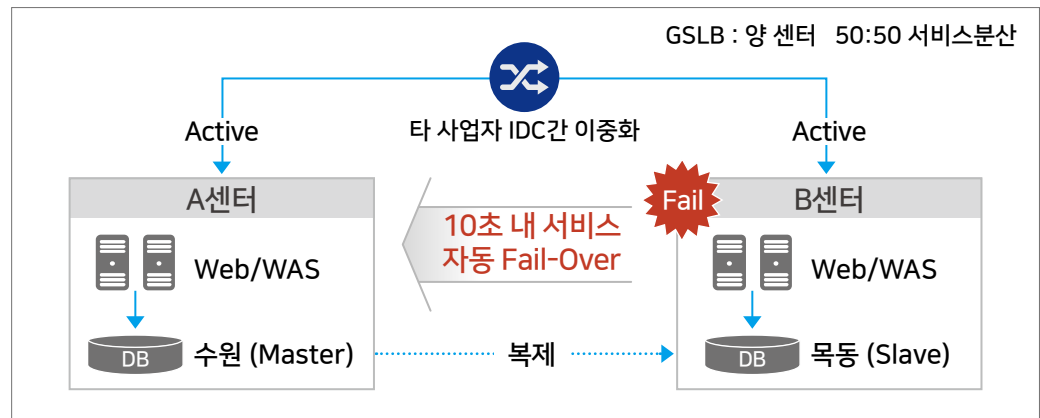 GSLB : 양 센터 50:50 서비스분산
Active
타 사업자 IDC간 이중화
Active
A센터
Fail
B센터
10초 내 서비스
자동 Fail-Over
Web/WAS
Web/WAS
DB
수원 (Master)
복제
DB
목동 (Slave)